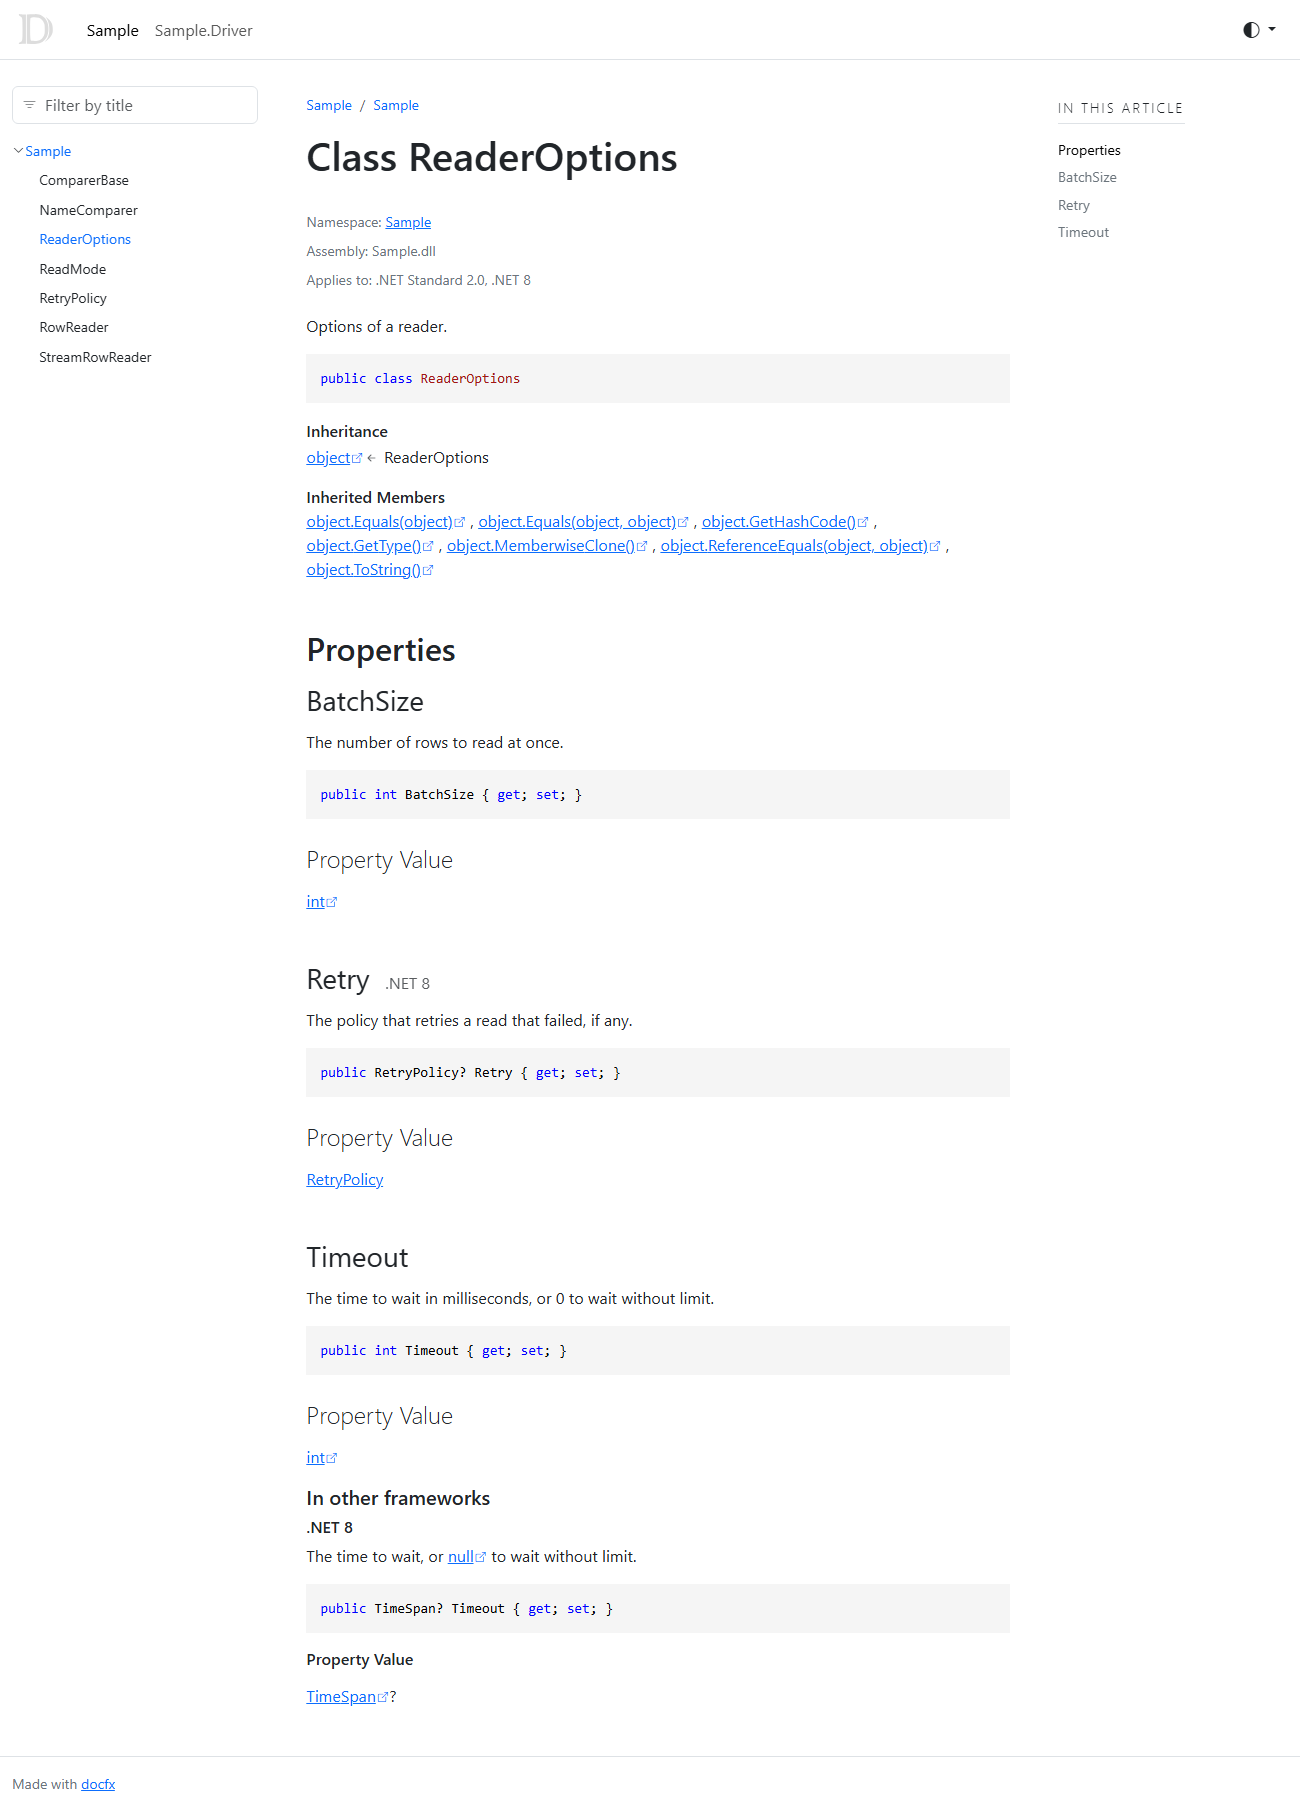 Sample Sample.Driver
Filter by title
Sample
ComparerBase
NameComparer
ReaderOptions
ReadMode
RetryPolicy
RowReader
StreamRowReader
Sample / Sample
Class ReaderOptions
Namespace: Sample
Assembly: Sample.dll
Applies to: .NET Standard 2.0, .NET 8
Options of a reader.
public class ReaderOptions
Inheritance
object ← ReaderOptions
Inherited Members
object.Equals(object) , object.Equals(object, object) , object.GetHashCode() ,
object.GetType() , object.MemberwiseClone() , object.ReferenceEquals(object, object) ,
object.ToString()
Properties
BatchSize
The number of rows to read at once.
public int BatchSize { get; set; }
Property Value
int
Retry .NET 8
The policy that retries a read that failed, if any.
public RetryPolicy? Retry { get; set; }
Property Value
RetryPolicy
Timeout
The time to wait in milliseconds, or 0 to wait without limit.
public int Timeout { get; set; }
Property Value
int
In other frameworks
.NET 8
The time to wait, or null to wait without limit.
public TimeSpan? Timeout { get; set; }
Property Value
TimeSpan?
IN THIS ARTICLE
Properties
BatchSize
Retry
Timeout
Made with docfx